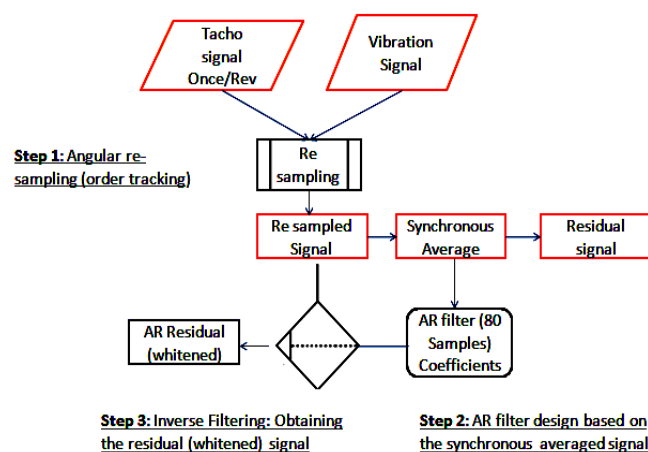 Tacho
signal
Once/Rev
Vibration
Signal
Step 1: Angular re-
sampling (order tracking)
Re
sampling
Re sampled
Signal
Synchronous
Average
Residual
signal
AR Residual
(whitened)
AR filter (80
Samples)
Coefficients
Step 3: Inverse Filtering: Obtaining
the residual (whitened) signal
Step 2: AR filter design based on
the synchronous averaged signal